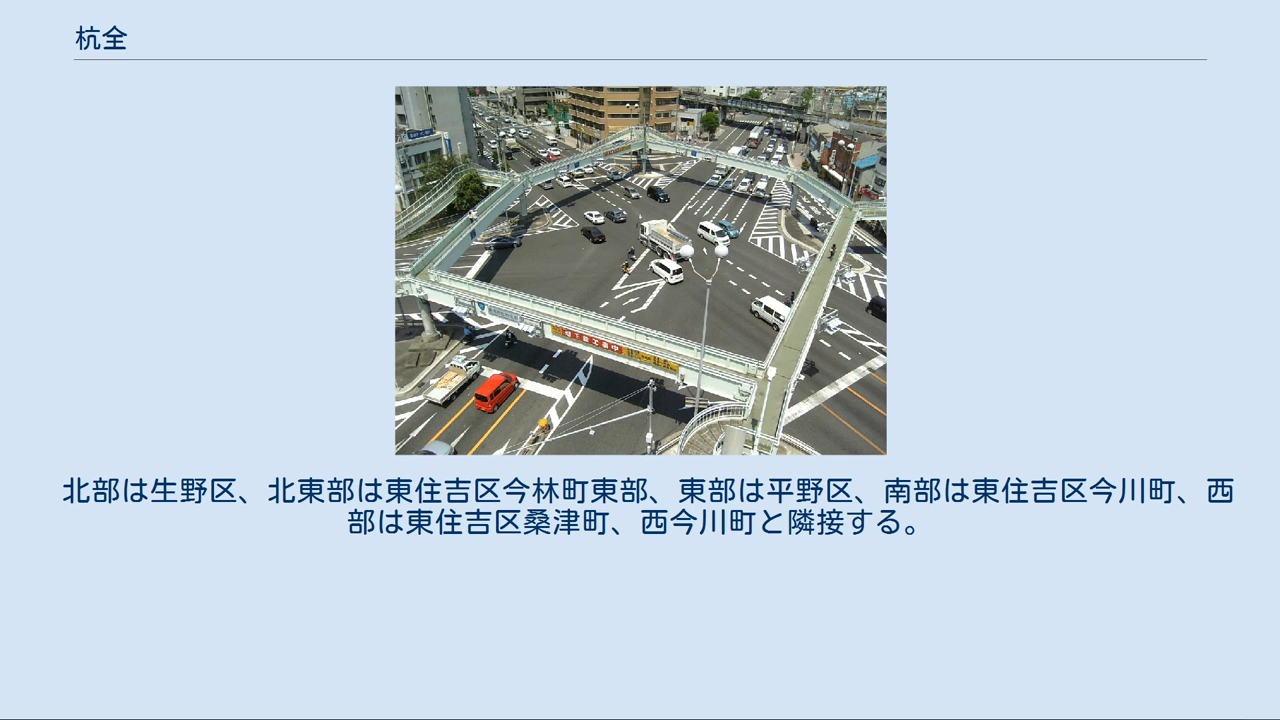 杭全
北部は生野区、北東部は東住吉区今林町東部、東部は平野区、南部は東住吉区今川町、西
部は東住吉区桑津町、西今川町と隣接する。